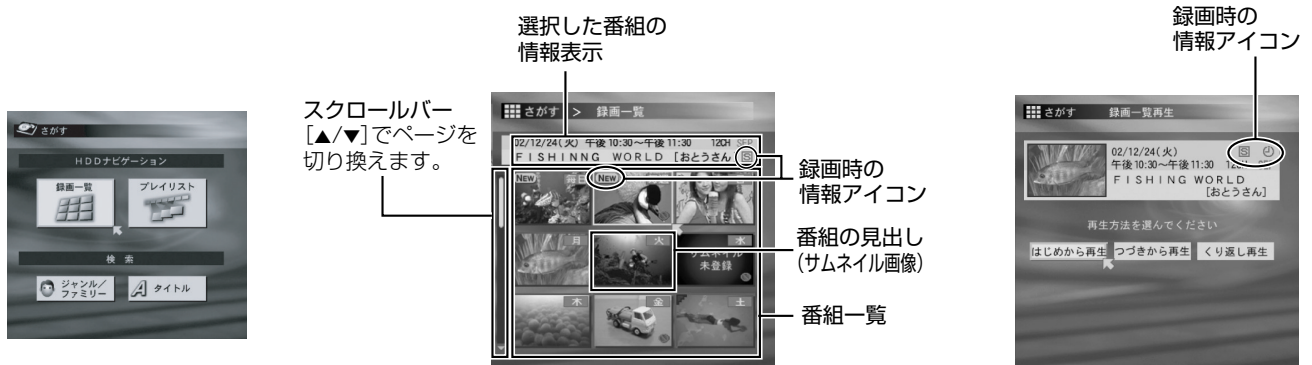 さがす
HDDナビゲーション
録画一覧
プレイリスト
検 索
ジャンル/
ファミリー
タイトル
選択した番組の
情報表示
スクロールバー
[▲/▼]でページを
切り換えます。
さがす > 録画一覧
02/12/24(火) 午後10:30~午後11:30 12CH SEP
FISHINNG WORLD [おとうさん
NEW 毎日
NEW
月
火
水
サムネイル
未登録
木
金
土
録画時の
情報アイコン
番組の見出し
(サムネイル画像)
番組一覧
録画時の
情報アイコン
さがす 録画一覧再生
02/12/24(火)
午後10:30~午後11:30
FISHING WORLD
[おとうさん]
再生方法を選んでください
はじめから再生 つづきから再生 くり返し再生